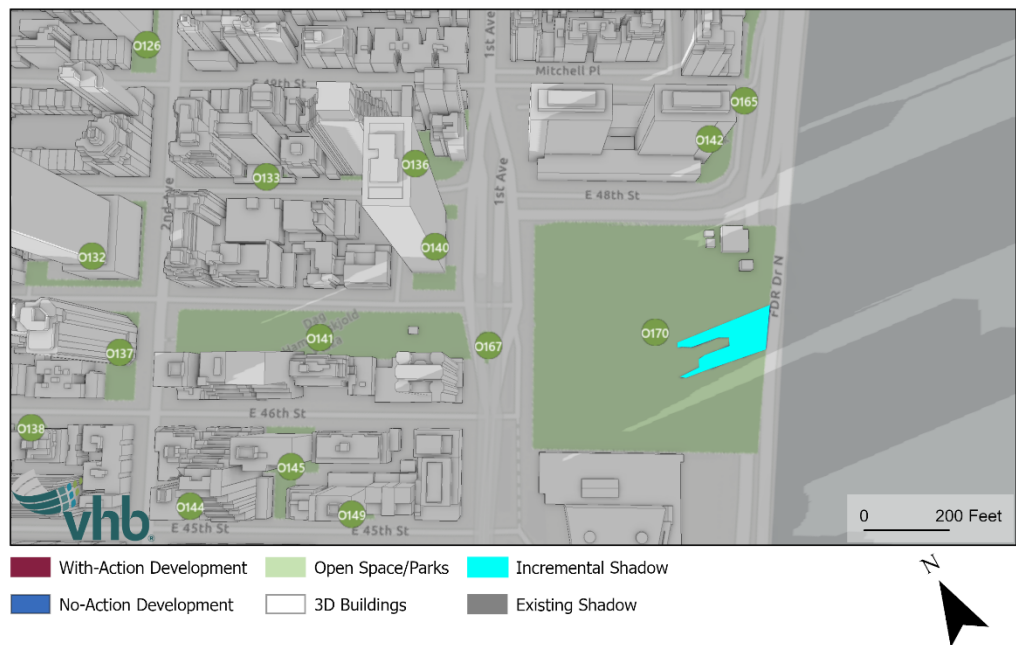 O126
1st Ave
Mitchell Pl
E 49th St
O165
O142
O136
O133
1st Ave
E 48th St
2nd Ave
O132
O140
FDR Dr N
Dag
O141
O170
O167
O137
E 46th St
O138
O145
O144
O149
vhb
E 45th St
E 45th St
0 200 Feet
With-Action Development Open Space/Parks Incremental Shadow
No-Action Development 3D Buildings Existing Shadow
N